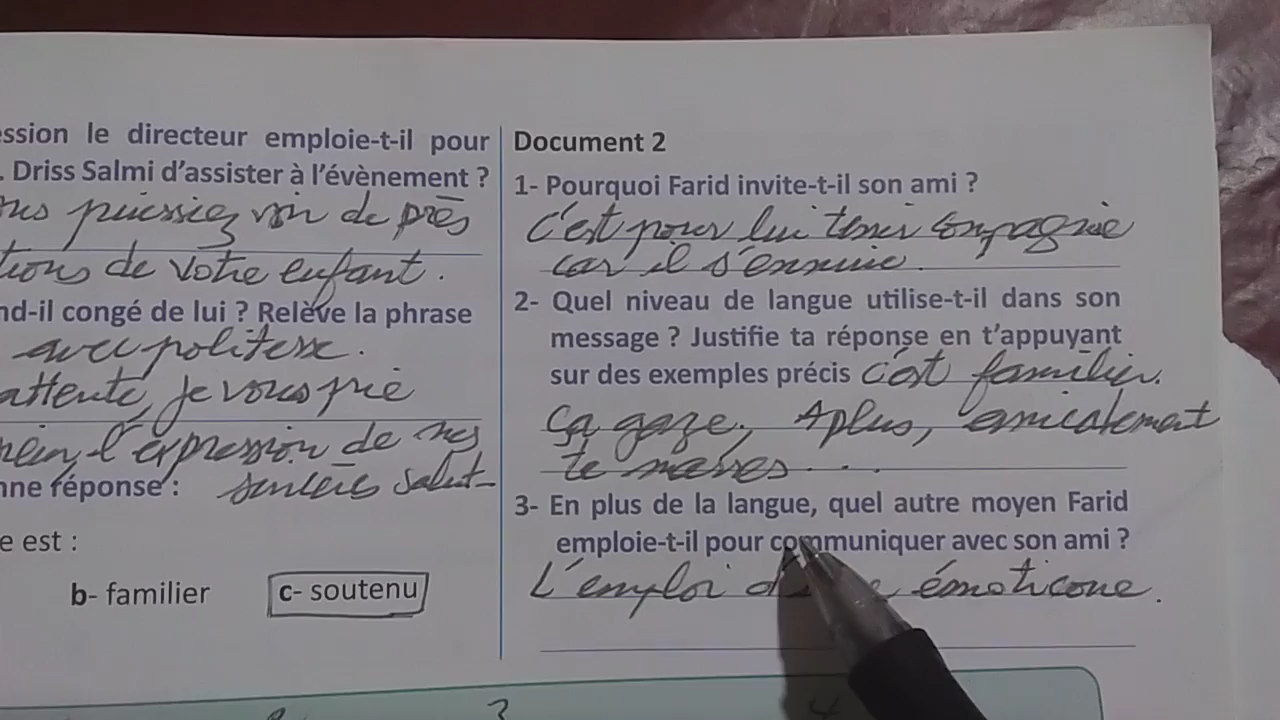 ession le directeur emploie-t-il pour
. Driss Salmi d'assister à l'évènement ?
ous puissiez voir de près
tions de votre enfant.
nd-il congé de lui ? Relève la phrase
avec politesse.
attente, je vous prie
l'expression de mes
nne réponse : sincères Salut-
e est :
b- familier c- soutenu
Document 2
1- Pourquoi Farid invite-t-il son ami ?
C'est pour lui tenir compagnie
car il s'ennuie.
2- Quel niveau de langue utilise-t-il dans son
message ? Justifie ta réponse en t'appuyant
sur des exemples précis c'est familier.
ça gaze, Aplus, amicalement
te
3- En plus de la langue, quel autre moyen Farid
emploie-t-il pour communiquer avec son ami ?
L'emploi émoticone.
3
4